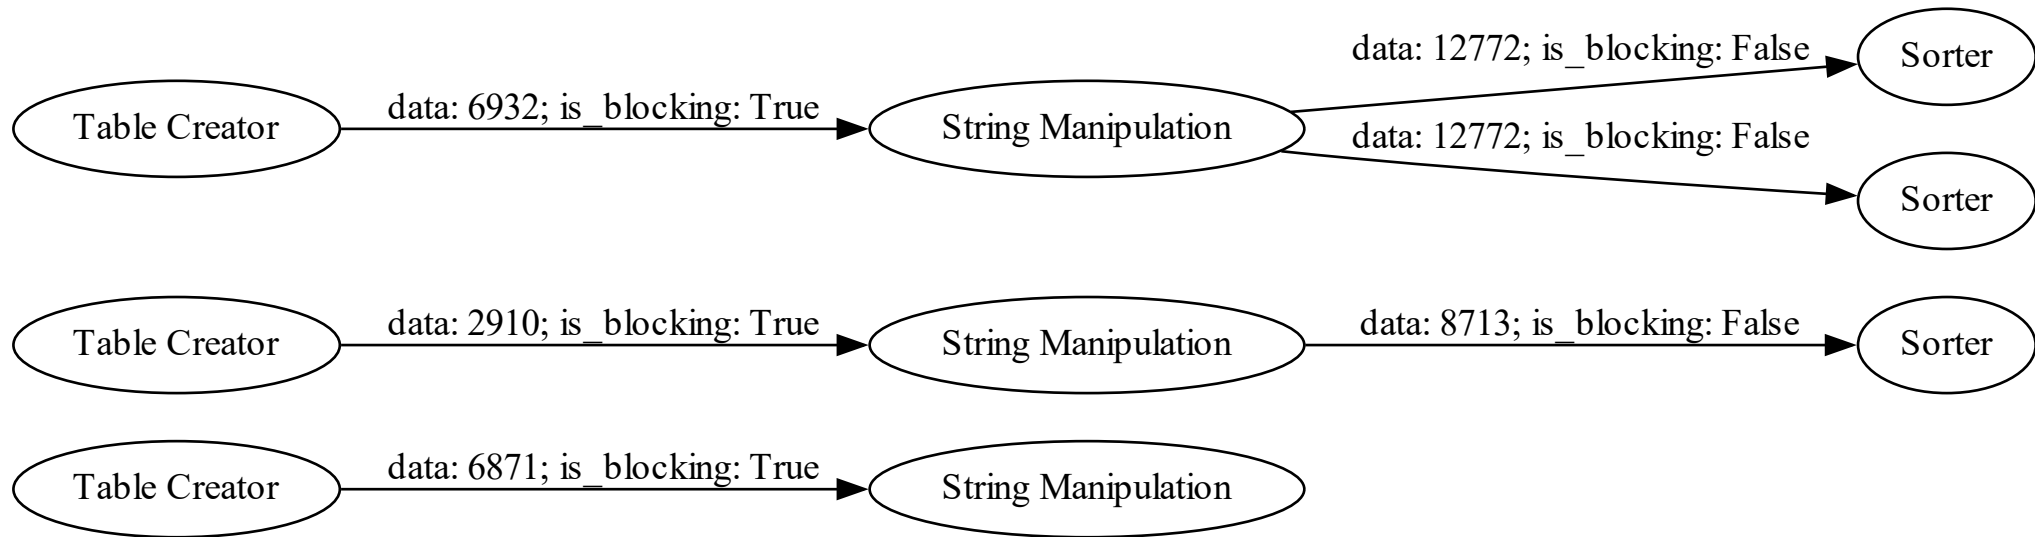 data: 12772; is_blocking: False
Sorter
Table Creator
data: 6932; is_blocking: True
String Manipulation
data: 12772; is_blocking: False
Sorter
Table Creator
data: 2910; is_blocking: True
String Manipulation
data: 8713; is_blocking: False
Sorter
Table Creator
data: 6871; is_blocking: True
String Manipulation